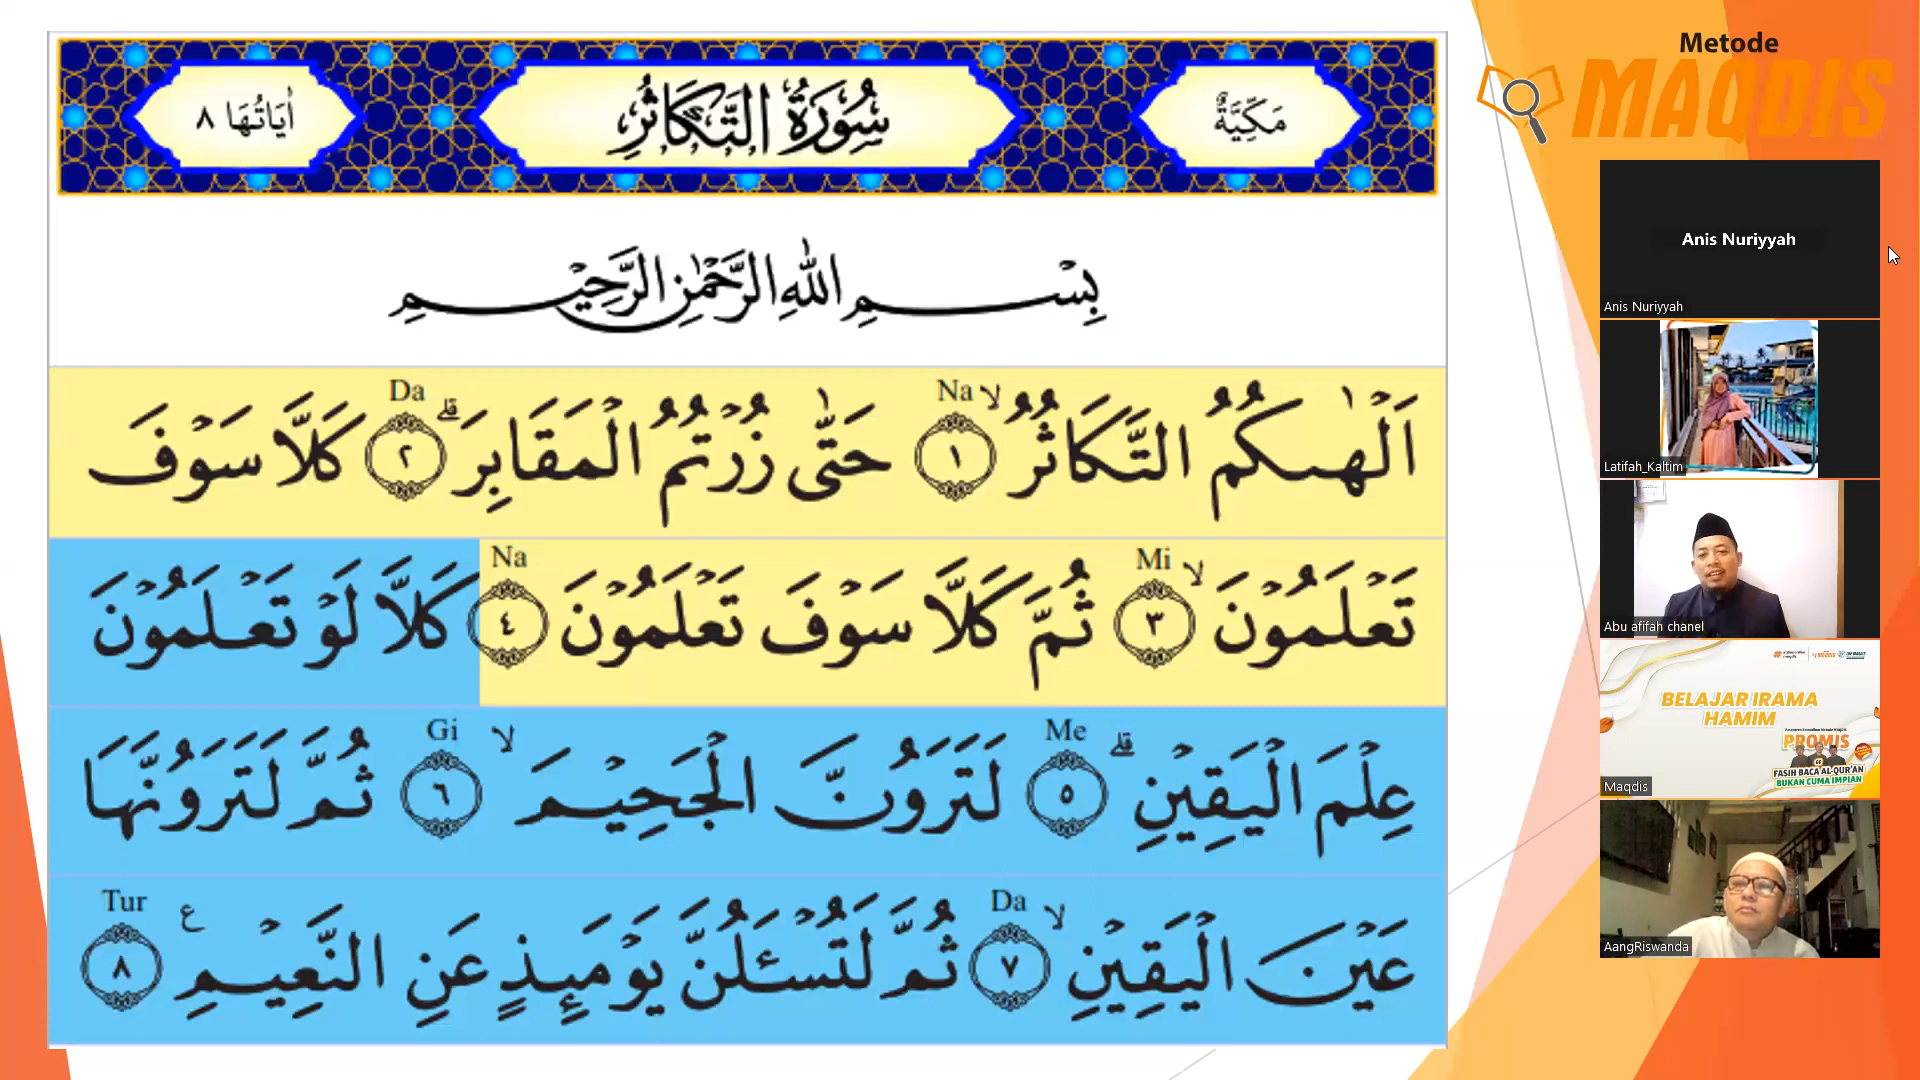 مَكِّيَّةٌ
سُورَةُ التَّكَاثُرِ
اٰيَاتُهَا ٨
بِسْمِ اللّٰهِ الرَّحْمٰنِ الرَّحِيْمِ
Na Da
اَلْهٰىكُمُ التَّكَاثُرُۙ ١ حَتّٰى زُرْتُمُ الْمَقَابِرَۗ ٢ كَلَّا سَوْفَ
Mi Na
تَعْلَمُوْنَۙ ٣ ثُمَّ كَلَّا سَوْفَ تَعْلَمُوْنَ ٤ كَلَّا لَوْ تَعْلَمُوْنَ
Me Gi
عِلْمَ الْيَقِيْنِۗ ٥ لَتَرَوُنَّ الْجَحِيْمَۙ ٦ ثُمَّ لَتَرَوُنَّهَا
Da Tur
عَيْنَ الْيَقِيْنِۙ ٧ ثُمَّ لَتُسْـَٔلُنَّ يَوْمَىِٕذٍ عَنِ النَّعِيْمِ ࣖ ٨
Metode
MAQDIS
Anis Nuriyyah
Anis Nuriyyah
Latifah_Kaltim
Abu afifah chanel
BELAJAR IRAMA
HAMIM
PROMIS
FASIH BACA AL-QUR'AN
BUKAN CUMA IMPIAN
Maqdis
AangRiswanda